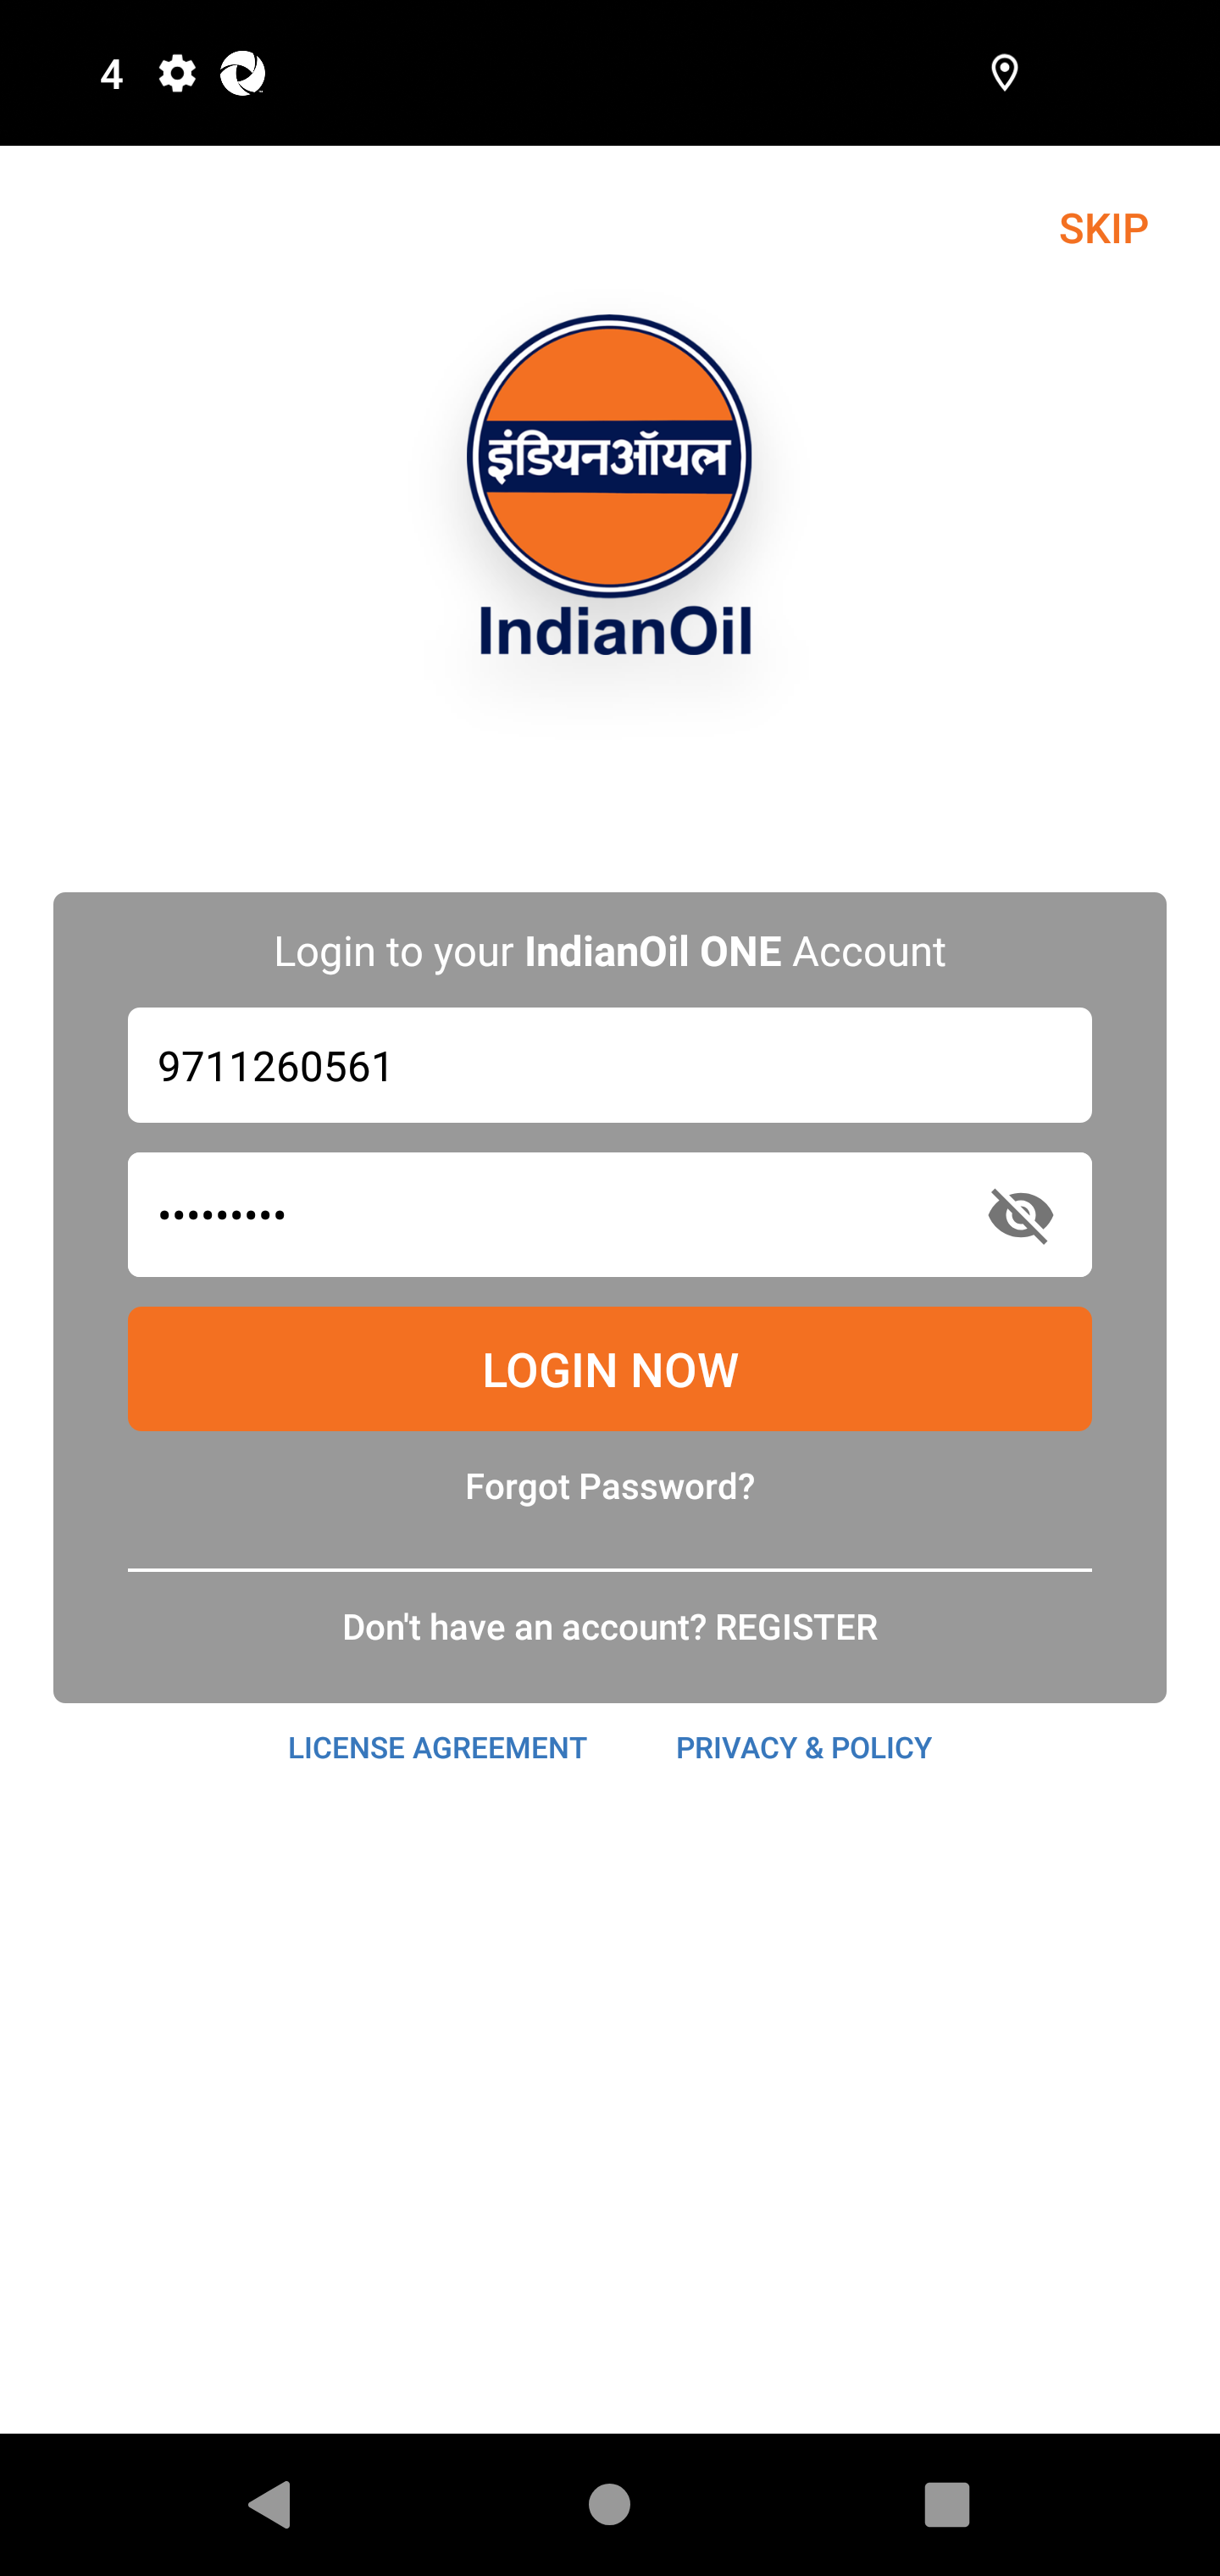 4
SKIP
इंडियनऑयल
IndianOil
Login to your IndianOil ONE Account
9711260561
•••••••••
LOGIN NOW
Forgot Password?
Don't have an account? REGISTER
LICENSE AGREEMENT PRIVACY & POLICY